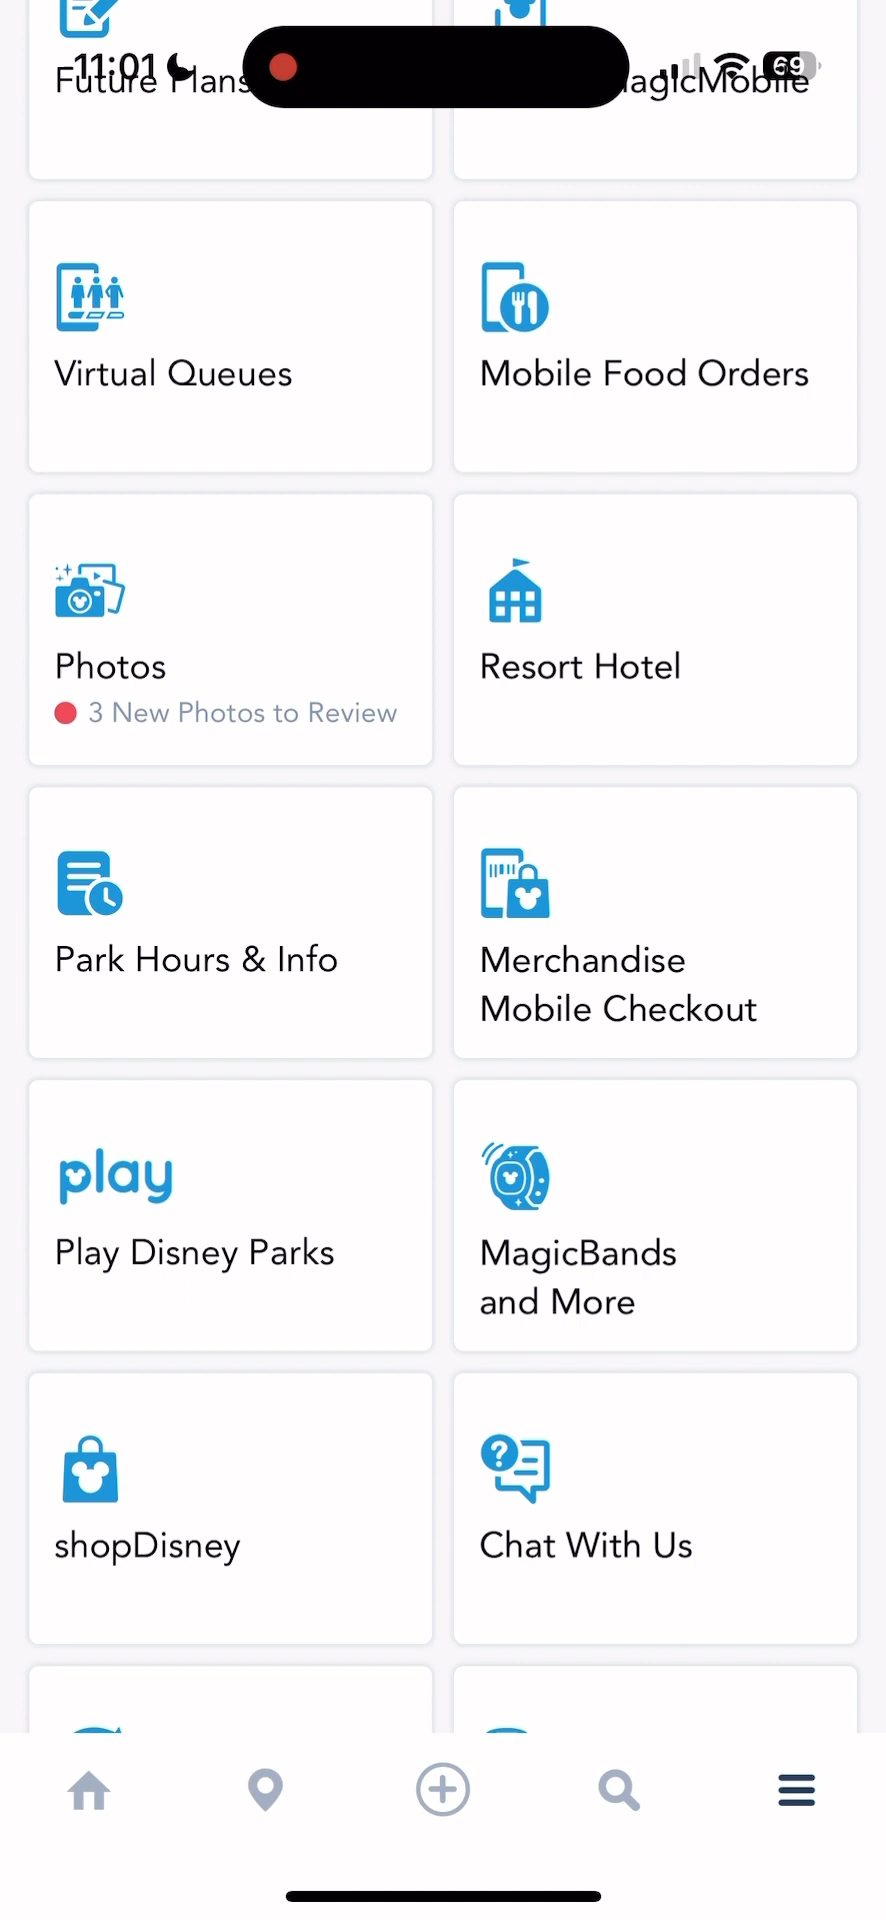 11:01
69
Future Plans
agicMobile
Virtual Queues
Mobile Food Orders
Photos
3 New Photos to Review
Resort Hotel
Park Hours & Info
Merchandise
Mobile Checkout
play
Play Disney Parks
MagicBands
and More
shopDisney
?
Chat With Us